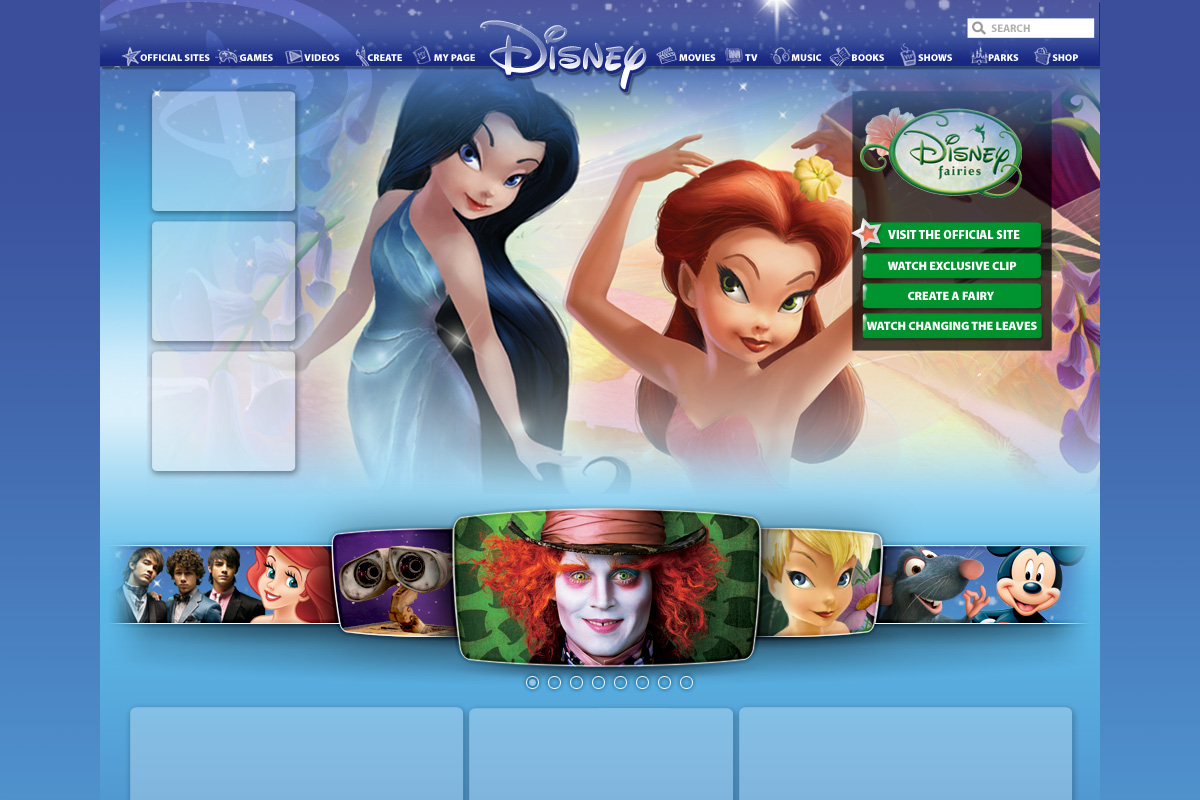 SEARCH
OFFICIAL SITES
GAMES
VIDEOS
CREATE
MY PAGE
Disney
MOVIES
TV
MUSIC
BOOKS
SHOWS
PARKS
SHOP
Disney
fairies
VISIT THE OFFICIAL SITE
WATCH EXCLUSIVE CLIP
CREATE A FAIRY
WATCH CHANGING THE LEAVES